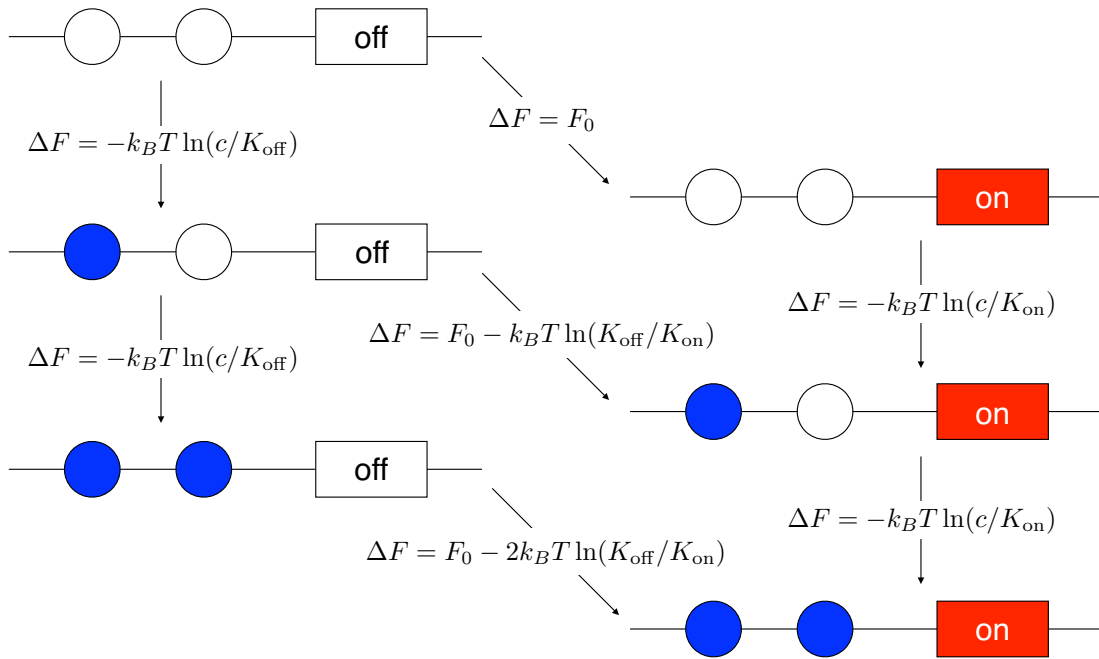 off
ΔF = −k_BT ln(c/K_off)
ΔF = F_0
on
off
ΔF = −k_BT ln(c/K_on)
ΔF = F_0 − k_BT ln(K_off/K_on)
ΔF = −k_BT ln(c/K_off)
on
off
ΔF = −k_BT ln(c/K_on)
ΔF = F_0 − 2k_BT ln(K_off/K_on)
on